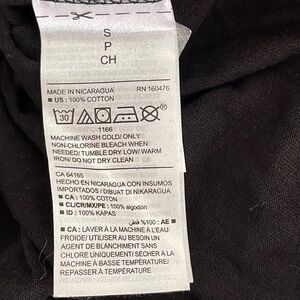 S
P
CH
MADE IN NICARAGUA RN 160476
■ US : 100% COTTON
30
1166
MACHINE WASH COLD/ ONLY
NON-CHLORINE BLEACH WHEN
NEEDED/ TUMBLE DRY LOW/ WARM
IRON/ DO NOT DRY CLEAN
CA 64165
HECHO EN NICARAGUA CON INSUMOS
IMPORTADOS / DIBUAT DI NIKARAGUA
■ CA : 100% COTON
■ CL/CR/MX/PE : 100% algodón
■ ID : 100% KAPAS
■ AE : %100 قطن
■ CA : LAVER À LA MACHINE À L'EAU
FROIDE/ UTILISER AU BESOIN UN
AGENT DE BLANCHIMENT SANS
CHLORE UNIQUEMENT/ SÉCHER À LA
MACHINE À BASSE TEMPÉRATURE/
REPASSER À TEMPÉRATURE